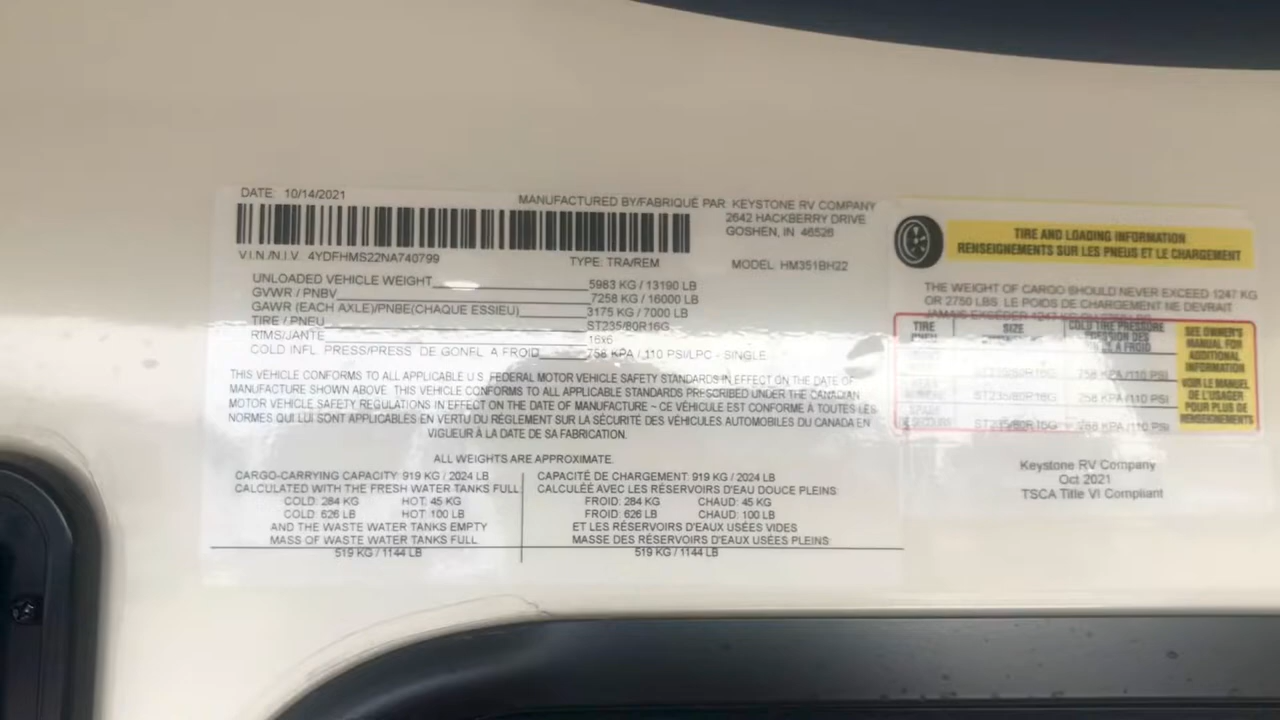 DATE: 10/14/2021
MANUFACTURED BY/FABRIQUÉ PAR KEYSTONE RV COMPANY
2642 HACKBERRY DRIVE
GOSHEN, IN 46526
V.I.N./N.I.V. 4YDFHMS22NA740799
TYPE: TRA/REM
MODEL: HM351BH22
UNLOADED VEHICLE WEIGHT 5983 KG / 13190 LB
GVWR / PNBV 7258 KG / 16000 LB
GAWR (EACH AXLE)/PNBE(CHAQUE ESSIEU) 3175 KG / 7000 LB
TIRE / PNEU ST235/80R16G
RIMS/JANTE 16x6
COLD INFL. PRESS/PRESS. DE GONFL. A FROID 758 KPA / 110 PSI/LPC - SINGLE
THIS VEHICLE CONFORMS TO ALL APPLICABLE U.S. FEDERAL MOTOR VEHICLE SAFETY STANDARDS IN EFFECT ON THE DATE OF
MANUFACTURE SHOWN ABOVE. THIS VEHICLE CONFORMS TO ALL APPLICABLE STANDARDS PRESCRIBED UNDER THE CANADIAN
MOTOR VEHICLE SAFETY REGULATIONS IN EFFECT ON THE DATE OF MANUFACTURE ~ CE VÉHICULE EST CONFORME À TOUTES LES
NORMES QUI LUI SONT APPLICABLES EN VERTU DU RÈGLEMENT SUR LA SÉCURITÉ DES VÉHICULES AUTOMOBILES DU CANADA EN
VIGUEUR À LA DATE DE SA FABRICATION.
ALL WEIGHTS ARE APPROXIMATE.
CARGO-CARRYING CAPACITY: 919 KG / 2024 LB
CALCULATED WITH THE FRESH WATER TANKS FULL:
COLD: 284 KG HOT: 45 KG
COLD: 626 LB HOT: 100 LB
AND THE WASTE WATER TANKS EMPTY
MASS OF WASTE WATER TANKS FULL:
519 KG / 1144 LB
CAPACITÉ DE CHARGEMENT: 919 KG / 2024 LB
CALCULÉE AVEC LES RÉSERVOIRS D'EAU DOUCE PLEINS:
FROID: 284 KG CHAUD: 45 KG
FROID: 626 LB CHAUD: 100 LB
ET LES RÉSERVOIRS D'EAUX USÉES VIDES
MASSE DES RÉSERVOIRS D'EAUX USÉES PLEINS:
519 KG / 1144 LB
TIRE AND LOADING INFORMATION
RENSEIGNEMENTS SUR LES PNEUS ET LE CHARGEMENT
THE WEIGHT OF CARGO SHOULD NEVER EXCEED 1247 KG
OR 2750 LBS. LE POIDS DE CHARGEMENT NE DEVRAIT
JAMAIS EXCÉDER 1247 KG
TIRE SIZE COLD TIRE PRESSURE
ST235/80R16G 758 KPA /110 PSI
ST235/80R16G 758 KPA /110 PSI
ST235/80R16G 758 KPA /110 PSI
SEE OWNER'S
MANUAL FOR
ADDITIONAL
INFORMATION
VOIR LE MANUEL
DE L'USAGER
POUR PLUS DE
RENSEIGNEMENTS
Keystone RV Company
Oct 2021
TSCA Title VI Compliant